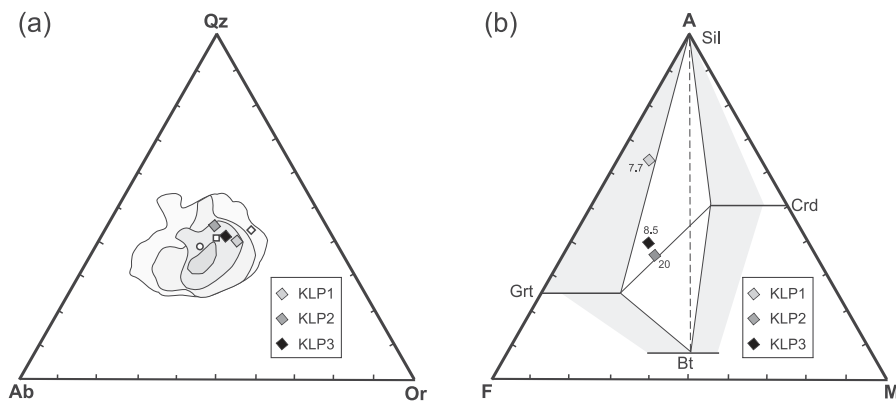 (a)
Qz
Ab
Or
KLP1
KLP2
KLP3
(b)
A
Sil
7.7
Crd
8.5
20
Grt
Bt
F
M
KLP1
KLP2
KLP3